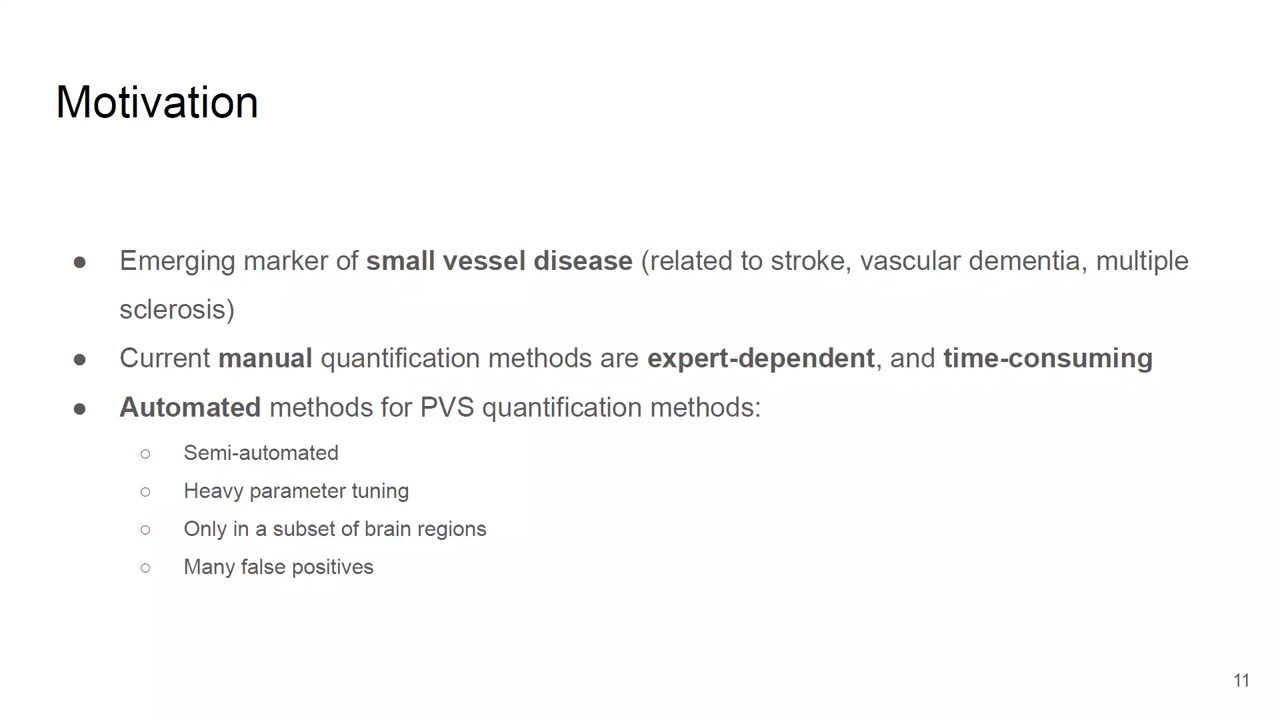 Motivation
● Emerging marker of small vessel disease (related to stroke, vascular dementia, multiple
sclerosis)
● Current manual quantification methods are expert-dependent, and time-consuming
● Automated methods for PVS quantification methods:
○ Semi-automated
○ Heavy parameter tuning
○ Only in a subset of brain regions
○ Many false positives
11